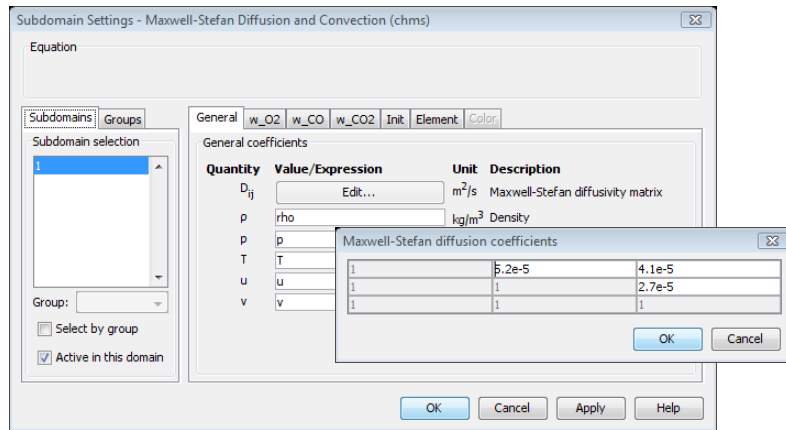 Subdomain Settings - Maxwell-Stefan Diffusion and Convection (chms)
Equation
Subdomains Groups
General w_O2 w_CO w_CO2 Init Element Color
Subdomain selection
General coefficients
1
Quantity Value/Expression Unit Description
Dij Edit... m²/s Maxwell-Stefan diffusivity matrix
ρ rho kg/m³ Density
p p
T T
u u
v v
Group:
Select by group
Active in this domain
Maxwell-Stefan diffusion coefficients
1 5.2e-5 4.1e-5
1 1 2.7e-5
1 1 1
OK Cancel
OK Cancel Apply Help